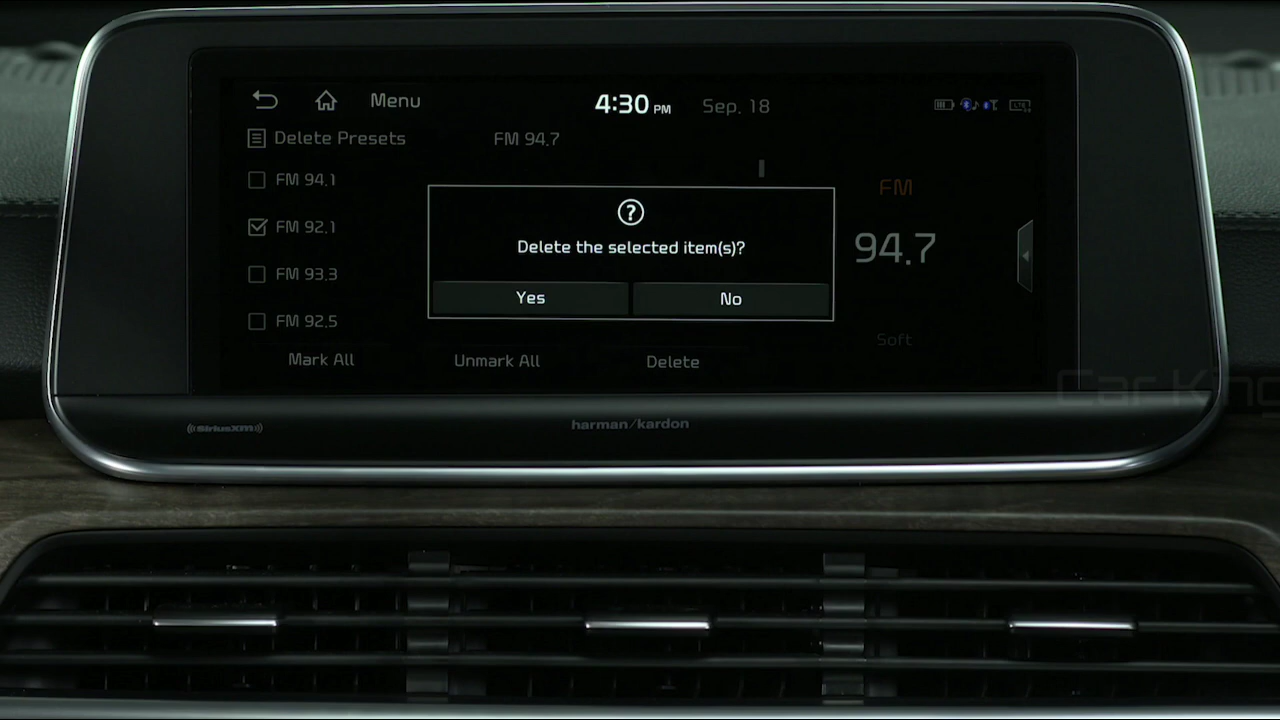 Menu
4:30 PM
Sep. 18
Delete Presets
FM 94.7
FM 94.1
FM 92.1
FM 93.3
FM 92.5
?
Delete the selected item(s)?
Yes
No
FM
94.7
Soft
Mark All
Unmark All
Delete
Car King
SiriusXM
harman/kardon